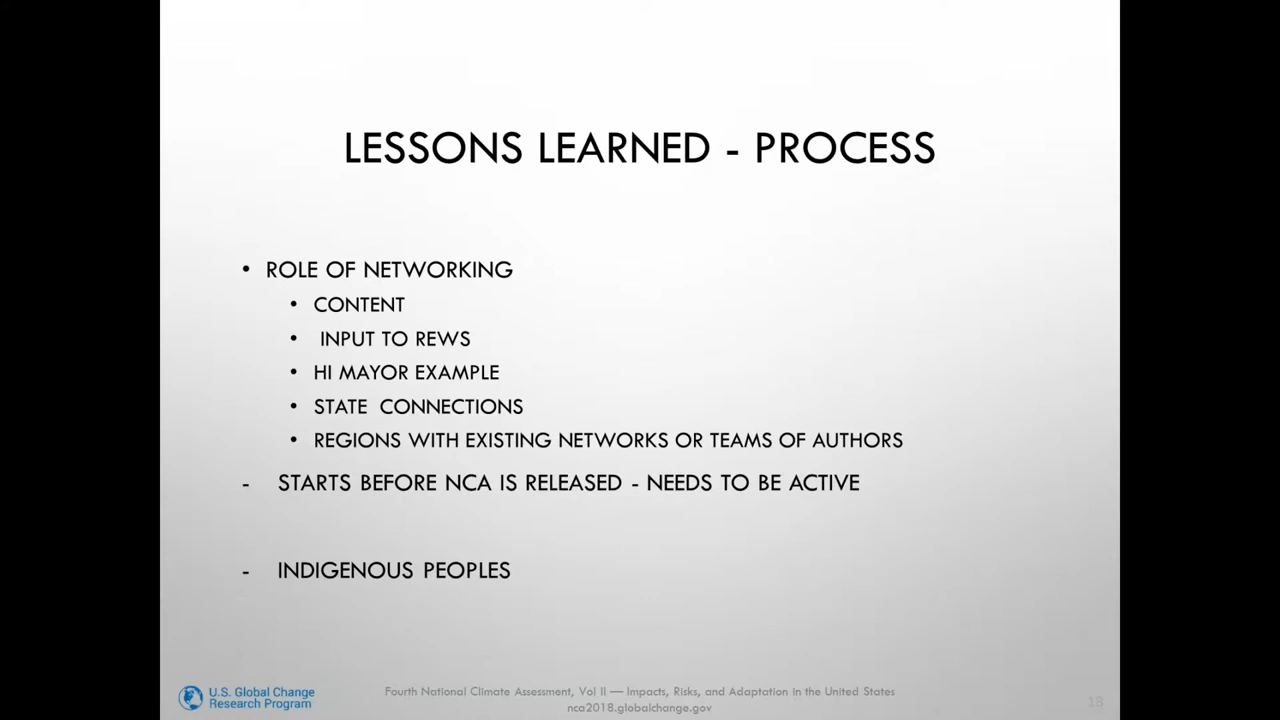 LESSONS LEARNED - PROCESS
• ROLE OF NETWORKING
• CONTENT
• INPUT TO REWS
• HI MAYOR EXAMPLE
• STATE CONNECTIONS
• REGIONS WITH EXISTING NETWORKS OR TEAMS OF AUTHORS
- STARTS BEFORE NCA IS RELEASED - NEEDS TO BE ACTIVE
- INDIGENOUS PEOPLES
U.S. Global Change
Research Program
Fourth National Climate Assessment, Vol II — Impacts, Risks, and Adaptation in the United States
nca2018.globalchange.gov
18